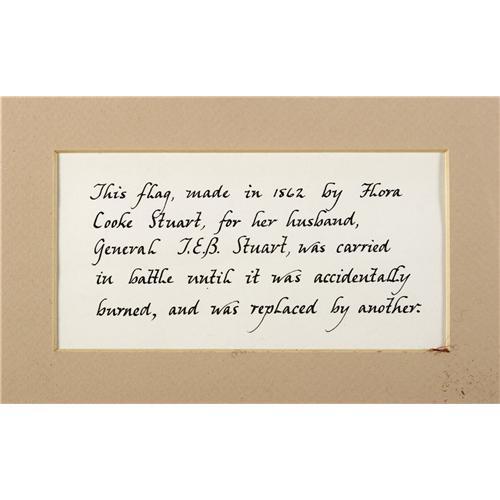 This flag, made in 1862 by Flora
Cooke Stuart, for her husband,
General J.E.B. Stuart, was carried
in battle until it was accidentally
burned, and was replaced by another.